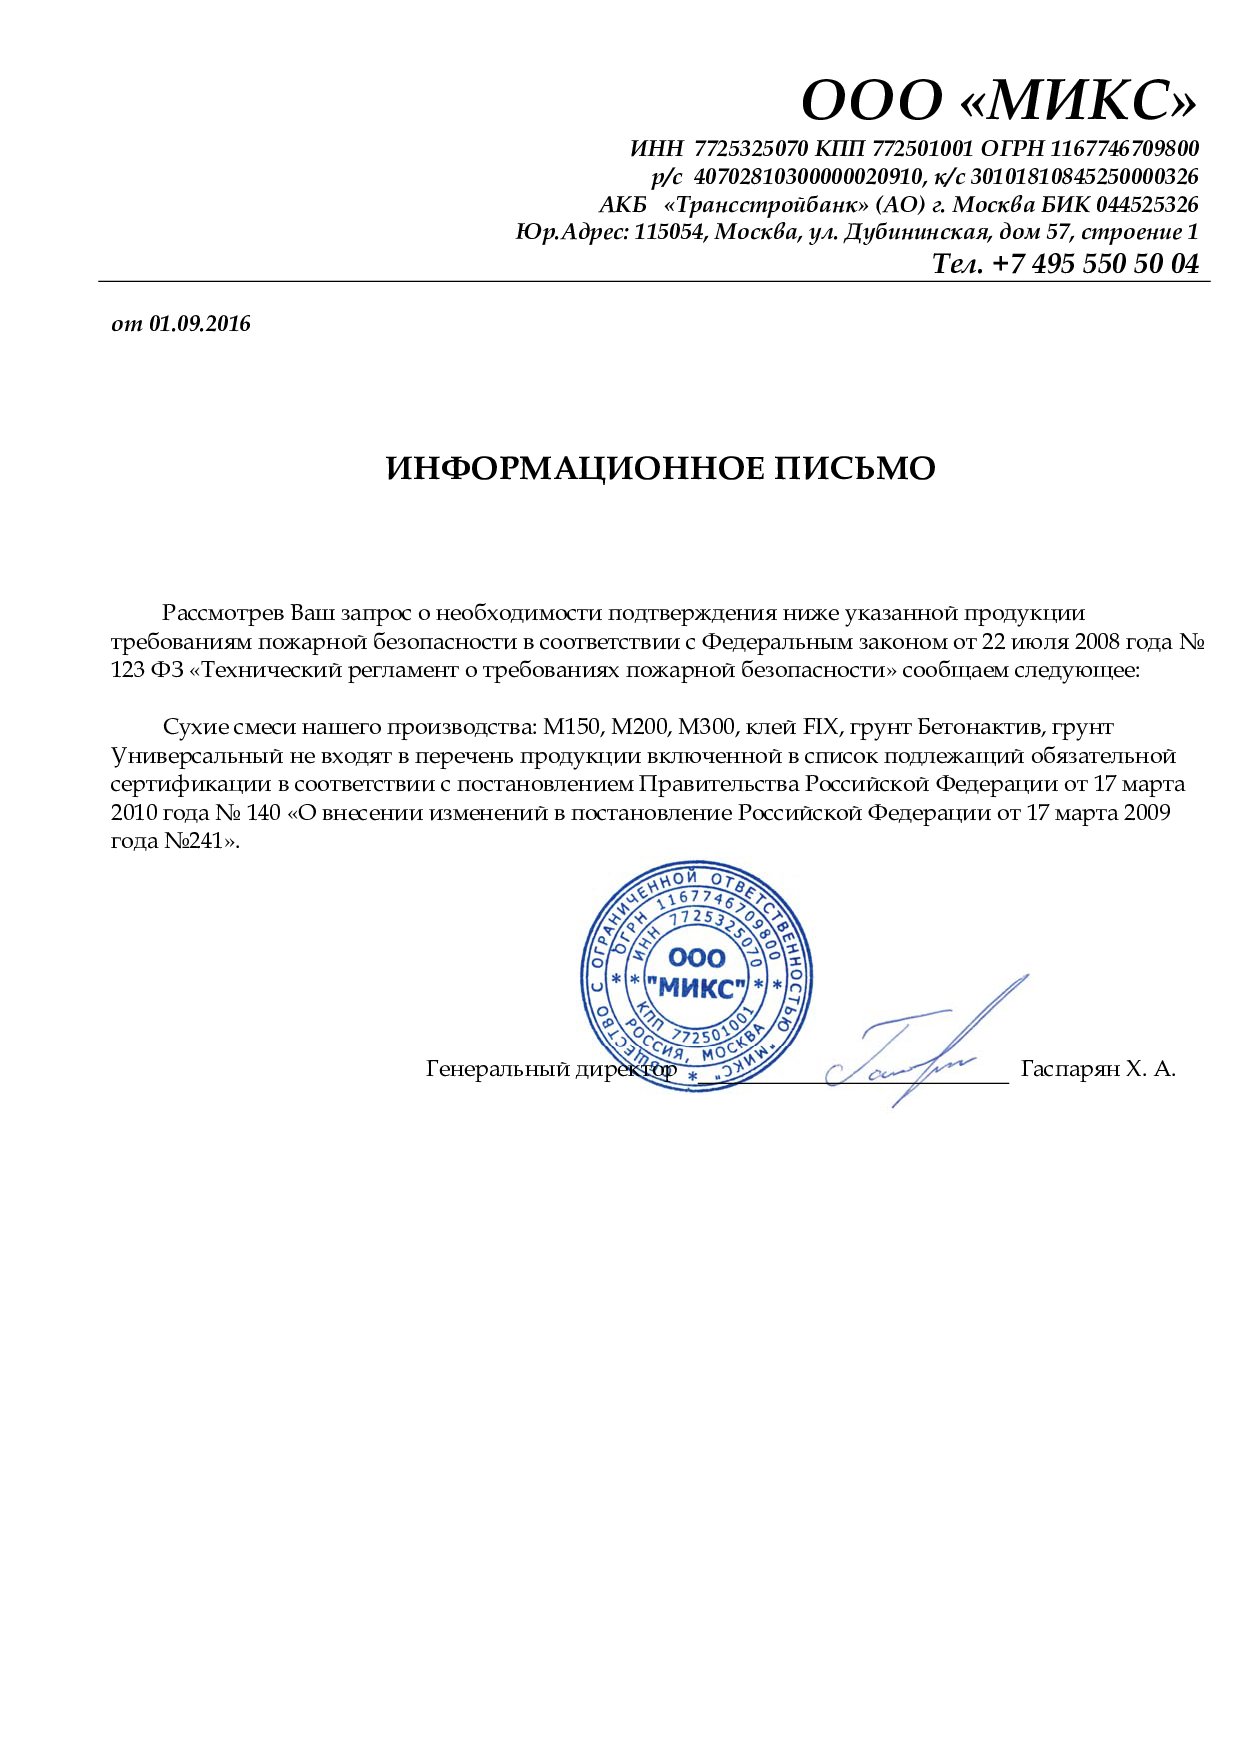 ООО «МИКС»
ИНН 7725325070 КПП 772501001 ОГРН 1167746709800
р/с 40702810300000020910, к/с 30101810845250000326
АКБ «Трансстройбанк» (АО) г. Москва БИК 044525326
Юр.Адрес: 115054, Москва, ул. Дубининская, дом 57, строение 1
Тел. +7 495 550 50 04
от 01.09.2016
ИНФОРМАЦИОННОЕ ПИСЬМО
Рассмотрев Ваш запрос о необходимости подтверждения ниже указанной продукции
требованиям пожарной безопасности в соответствии с Федеральным законом от 22 июля 2008 года №
123 ФЗ «Технический регламент о требованиях пожарной безопасности» сообщаем следующее:
Сухие смеси нашего производства: М150, М200, М300, клей FIX, грунт Бетонактив, грунт
Универсальный не входят в перечень продукции включенной в список подлежащий обязательной
сертификации в соответствии с постановлением Правительства Российской Федерации от 17 марта
2010 года № 140 «О внесении изменений в постановление Российской Федерации от 17 марта 2009
года №241».
* ОБЩЕСТВО С ОГРАНИЧЕННОЙ ОТВЕТСТВЕННОСТЬЮ "МИКС"
* ОГРН 1167746709800 *
РОССИЯ, МОСКВА
* ИНН 7725325070 *
КПП 772501001
ООО
"МИКС"
Генеральный директор Гаспарян Х. А.